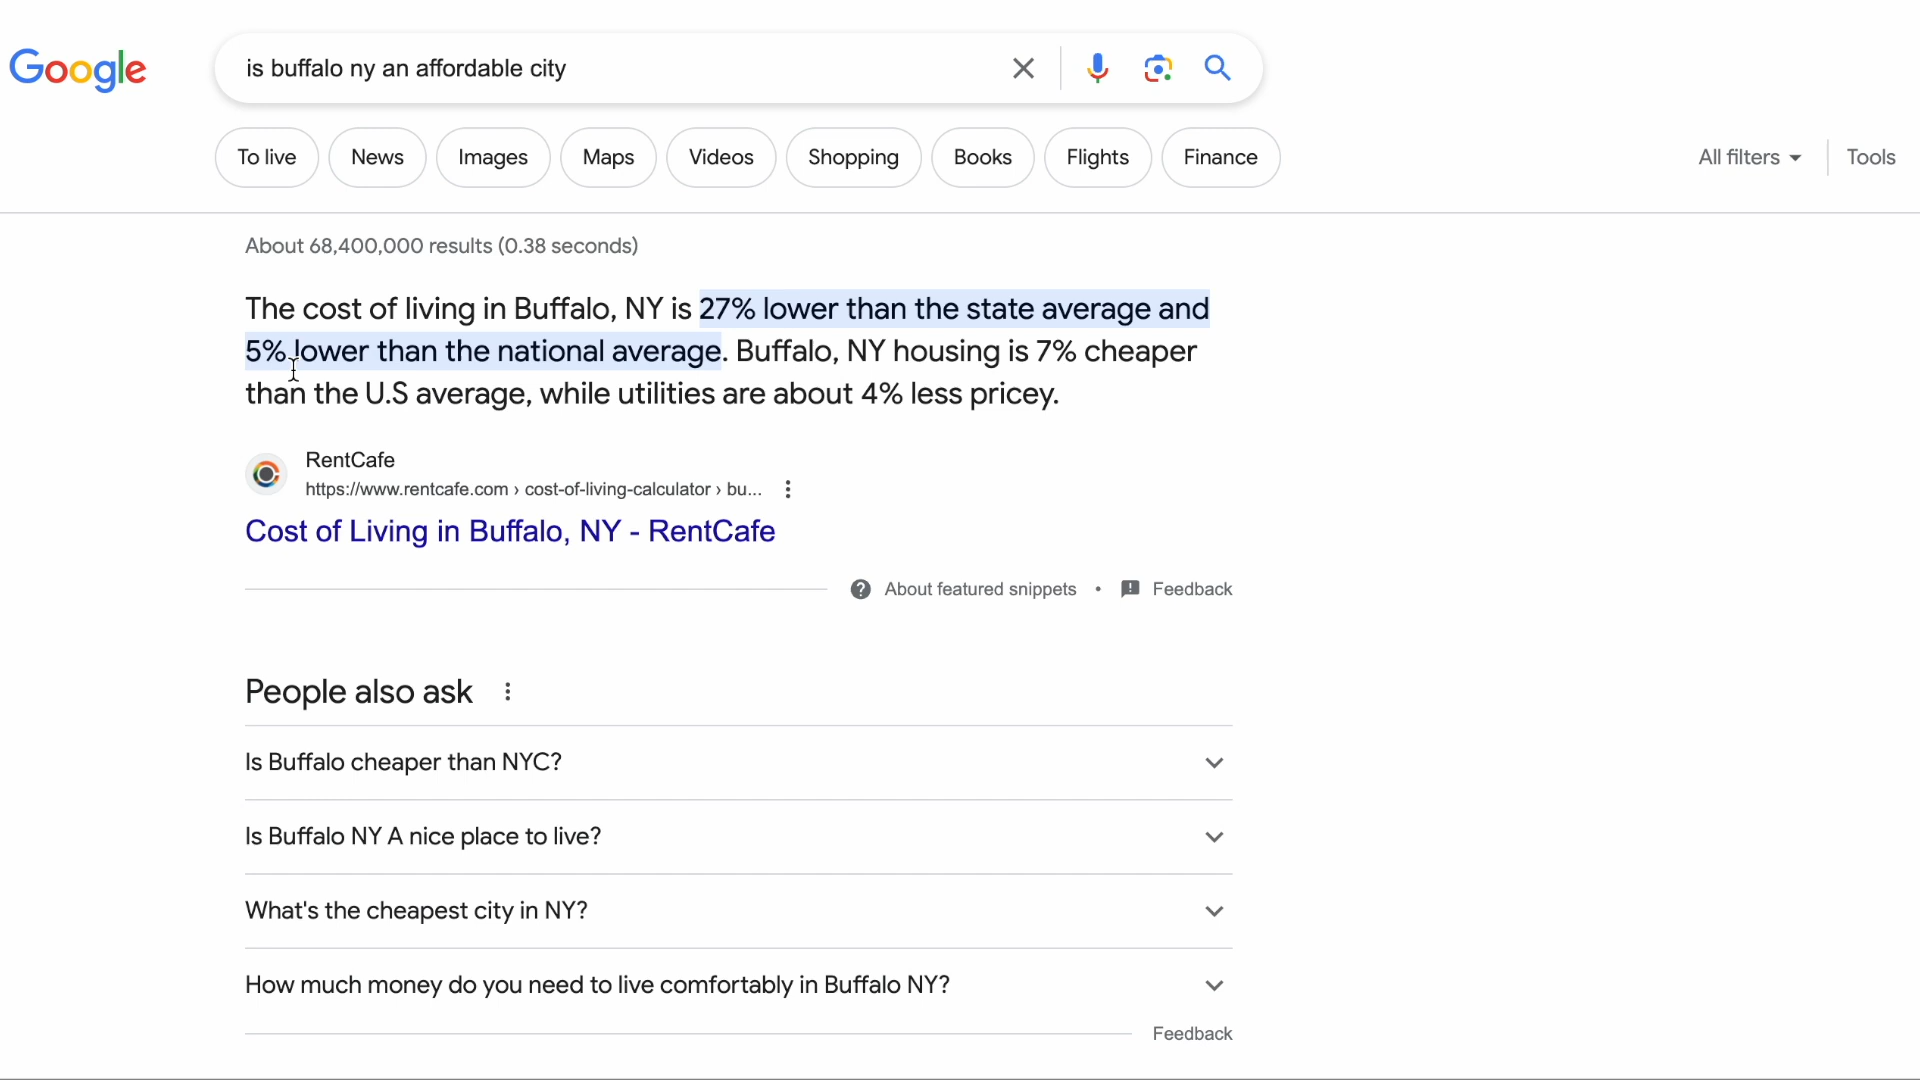 Google
is buffalo ny an affordable city
To live
News
Images
Maps
Videos
Shopping
Books
Flights
Finance
All filters
Tools
About 68,400,000 results (0.38 seconds)
The cost of living in Buffalo, NY is 27% lower than the state average and
5% lower than the national average. Buffalo, NY housing is 7% cheaper
than the U.S average, while utilities are about 4% less pricey.
RentCafe
https://www.rentcafe.com › cost-of-living-calculator › bu...
Cost of Living in Buffalo, NY - RentCafe
About featured snippets • Feedback
People also ask
Is Buffalo cheaper than NYC?
Is Buffalo NY A nice place to live?
What's the cheapest city in NY?
How much money do you need to live comfortably in Buffalo NY?
Feedback